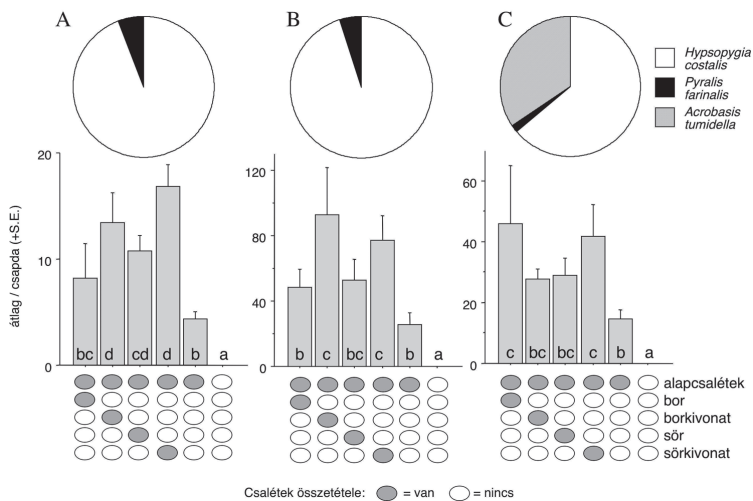 A
B
C
Hypsopygia
costalis
Pyralis
farinalis
Acrobasis
tumidella
átlag / csapda (+S.E.)
20
10
0
bc d cd d b a
120
80
40
0
b c bc c b a
60
40
20
0
c bc bc c b a
alapcsalétek
bor
borkivonat
sör
sörkivonat
Csalétek összetétele: = van = nincs